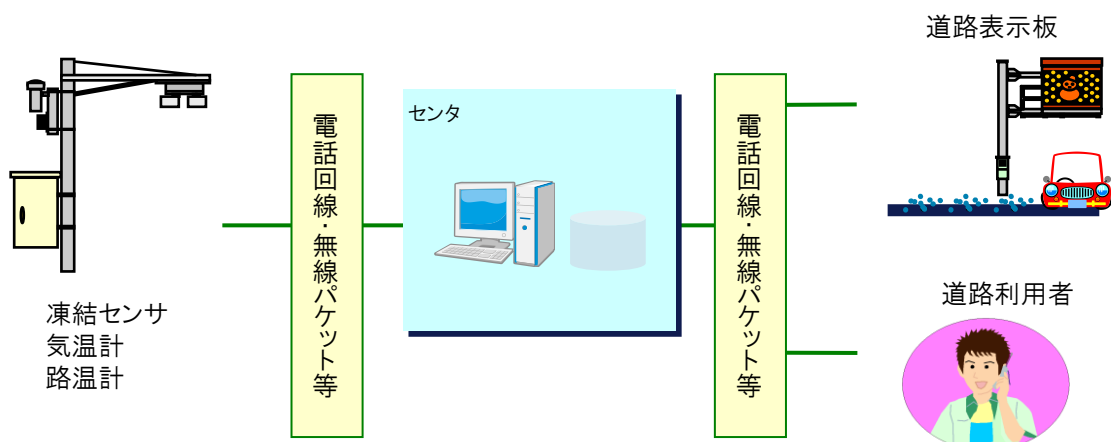 道路表示板
センタ
電話回線・無線パケット等
電話回線・無線パケット等
凍結センサ
気温計
路温計
道路利用者